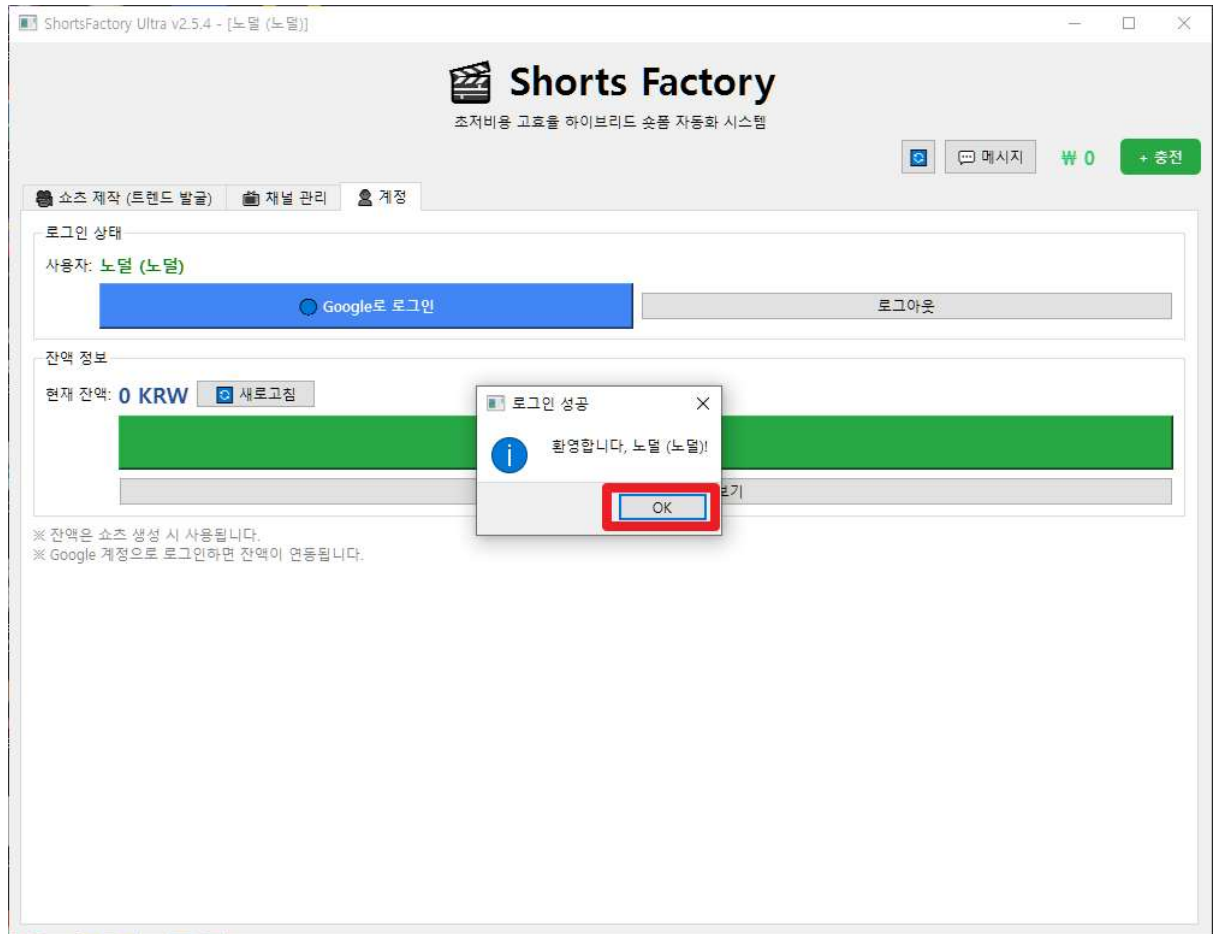 ShortsFactory Ultra v2.5.4 - [노덜 (노덜)]
Shorts Factory
초저비용 고효율 하이브리드 숏폼 자동화 시스템
메시지
₩ 0
+ 충전
쇼츠 제작 (트렌드 발굴)
채널 관리
계정
로그인 상태
사용자: 노덜 (노덜)
Google로 로그인
로그아웃
잔액 정보
현재 잔액: 0 KRW
새로고침
로그인 성공
환영합니다, 노덜 (노덜)!
OK
보기
※ 잔액은 쇼츠 생성 시 사용됩니다.
※ Google 계정으로 로그인하면 잔액이 연동됩니다.